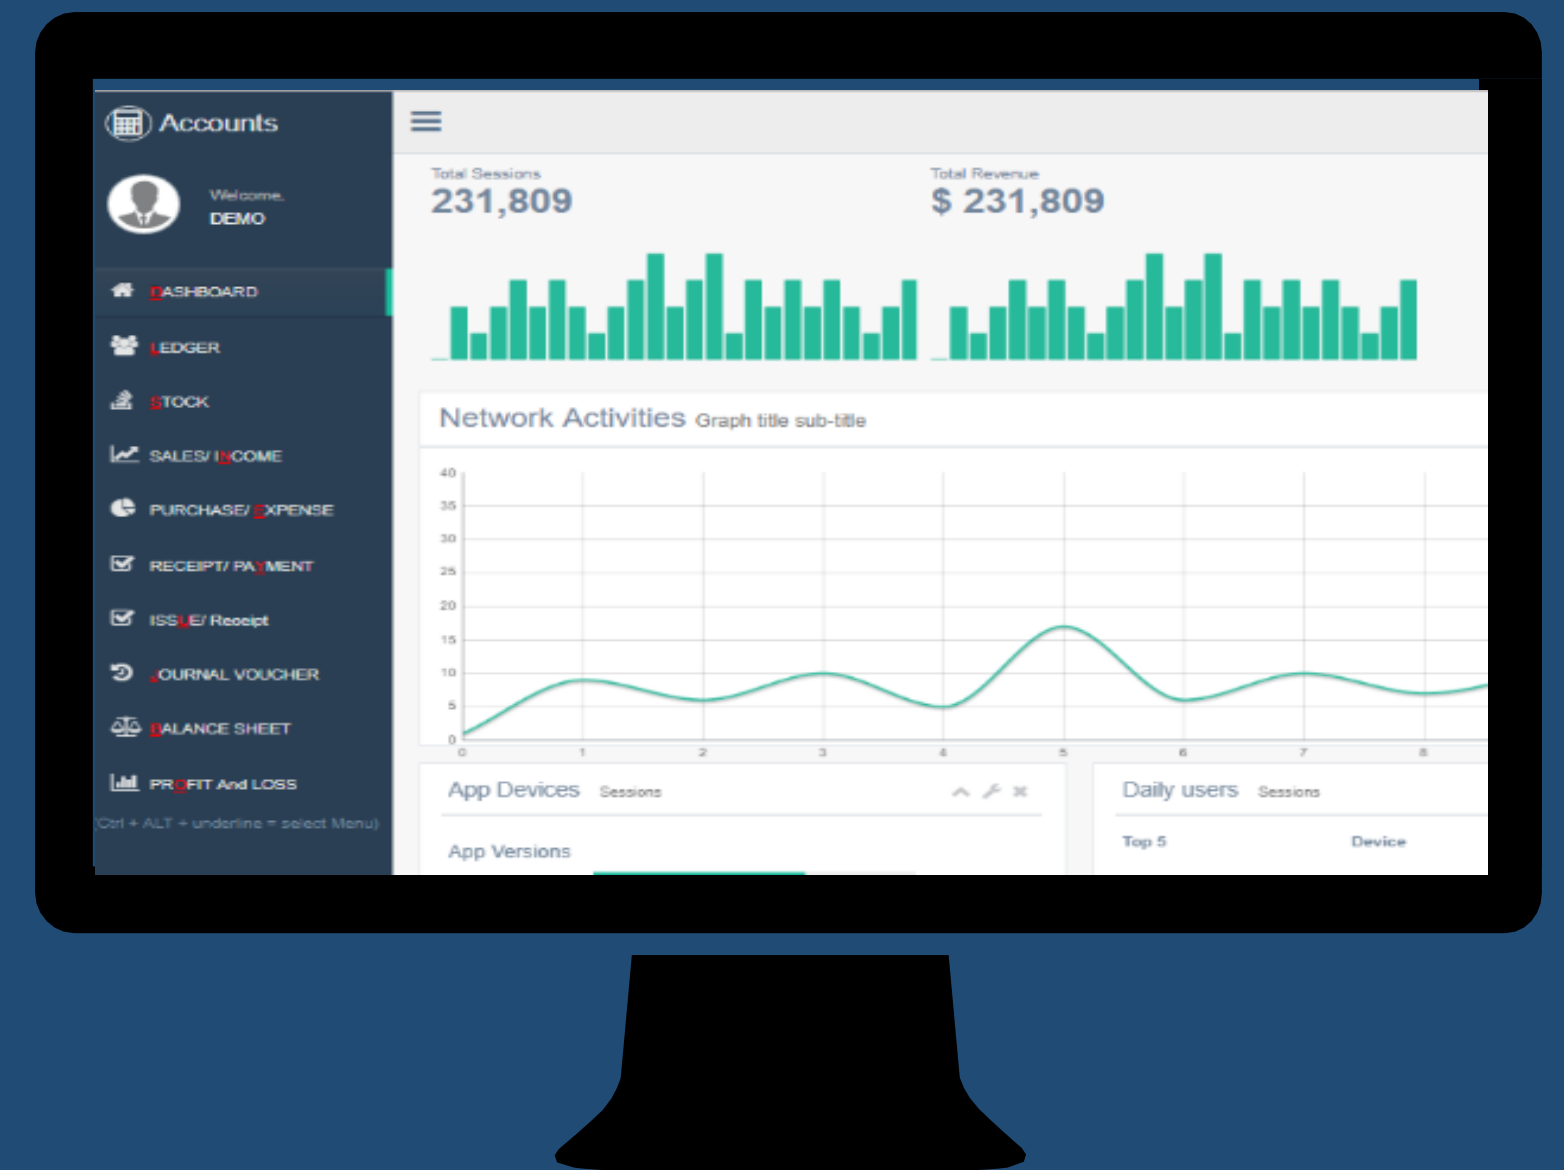 Accounts
Welcome,
DEMO
DASHBOARD
LEDGER
STOCK
SALES/ INCOME
PURCHASE/ EXPENSE
RECEIPT/ PAYMENT
ISSUE/ Receipt
JOURNAL VOUCHER
BALANCE SHEET
PROFIT And LOSS
(Ctrl + ALT + underline = select Menu)
Total Sessions
231,809
Total Revenue
$ 231,809
Network Activities Graph title sub-title
40
35
30
25
20
15
10
5
0
0 1 2 3 4 5 6 7 8
App Devices Sessions
App Versions
Daily users Sessions
Top 5 Device